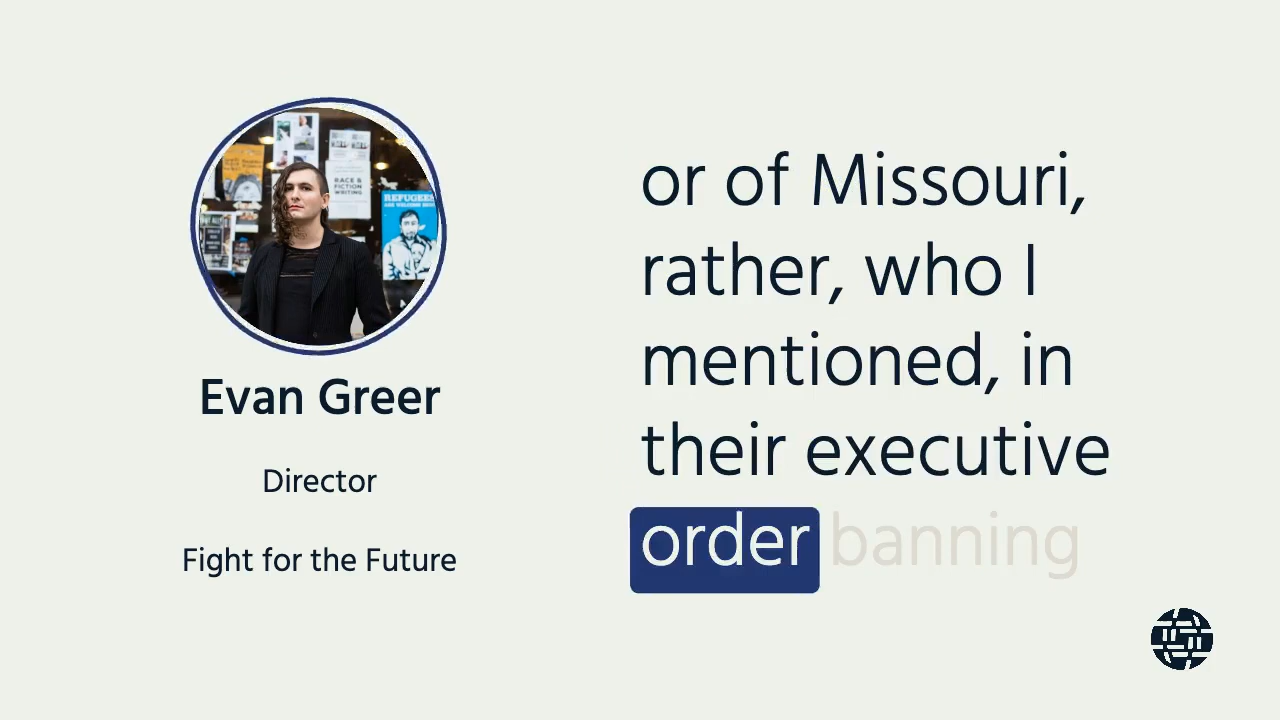 RACE &
FICTION
WRITING
REFUGEES
Evan Greer
Director
Fight for the Future
or of Missouri,
rather, who I
mentioned, in
their executive
order banning